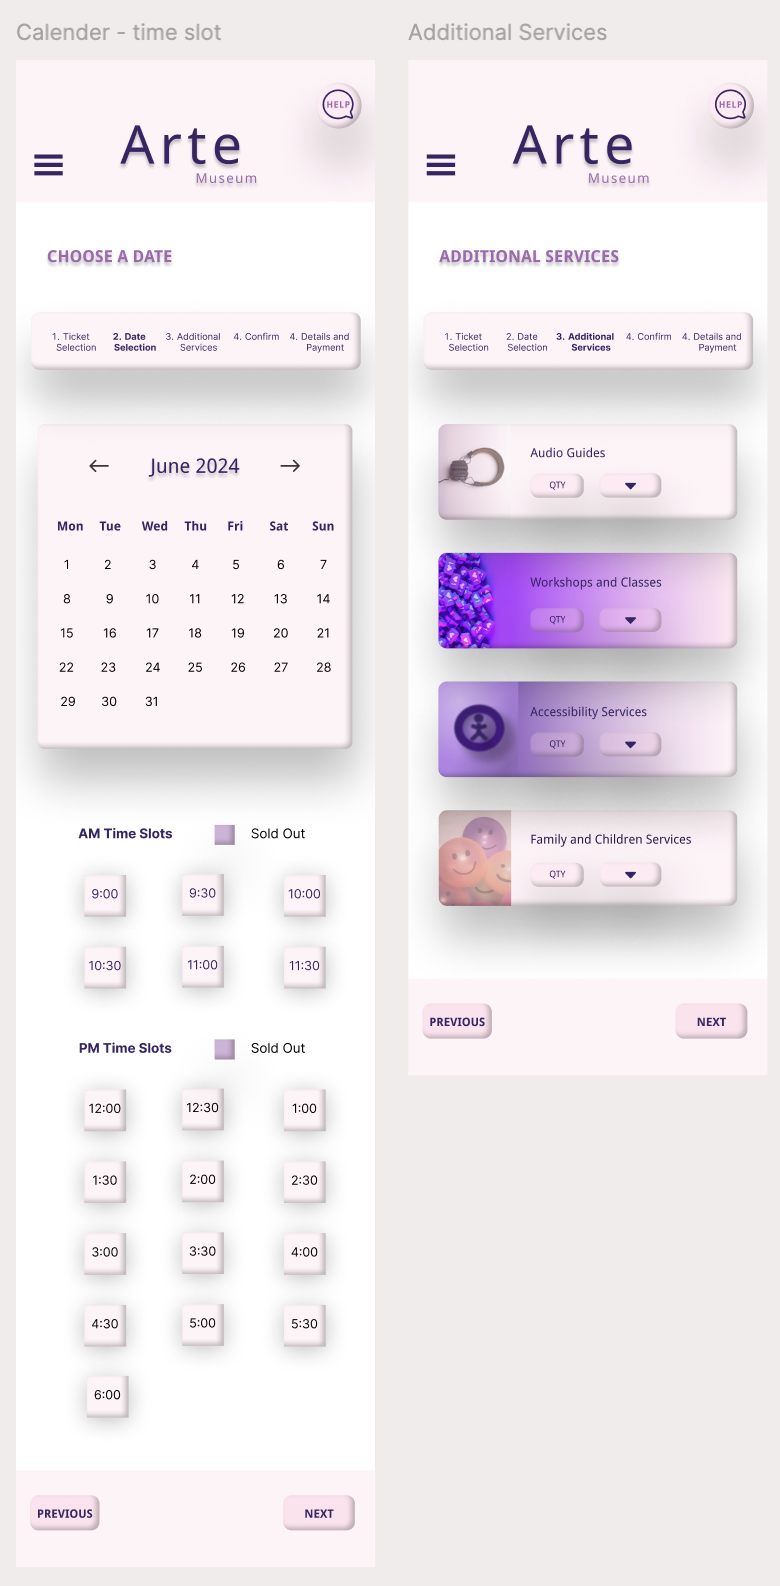 Calender - time slot
HELP
Arte
Museum
CHOOSE A DATE
1. Ticket
Selection
2. Date
Selection
3. Additional
Services
4. Confirm
4. Details and
Payment
June 2024
Mon Tue Wed Thu Fri Sat Sun
1 2 3 4 5 6 7
8 9 10 11 12 13 14
15 16 17 18 19 20 21
22 23 24 25 26 27 28
29 30 31
AM Time Slots
Sold Out
9:00 9:30 10:00
10:30 11:00 11:30
PM Time Slots
Sold Out
12:00 12:30 1:00
1:30 2:00 2:30
3:00 3:30 4:00
4:30 5:00 5:30
6:00
PREVIOUS
NEXT
Additional Services
HELP
Arte
Museum
ADDITIONAL SERVICES
1. Ticket
Selection
2. Date
Selection
3. Additional
Services
4. Confirm
4. Details and
Payment
Audio Guides
QTY
Workshops and Classes
QTY
Accessibility Services
QTY
Family and Children Services
QTY
PREVIOUS
NEXT